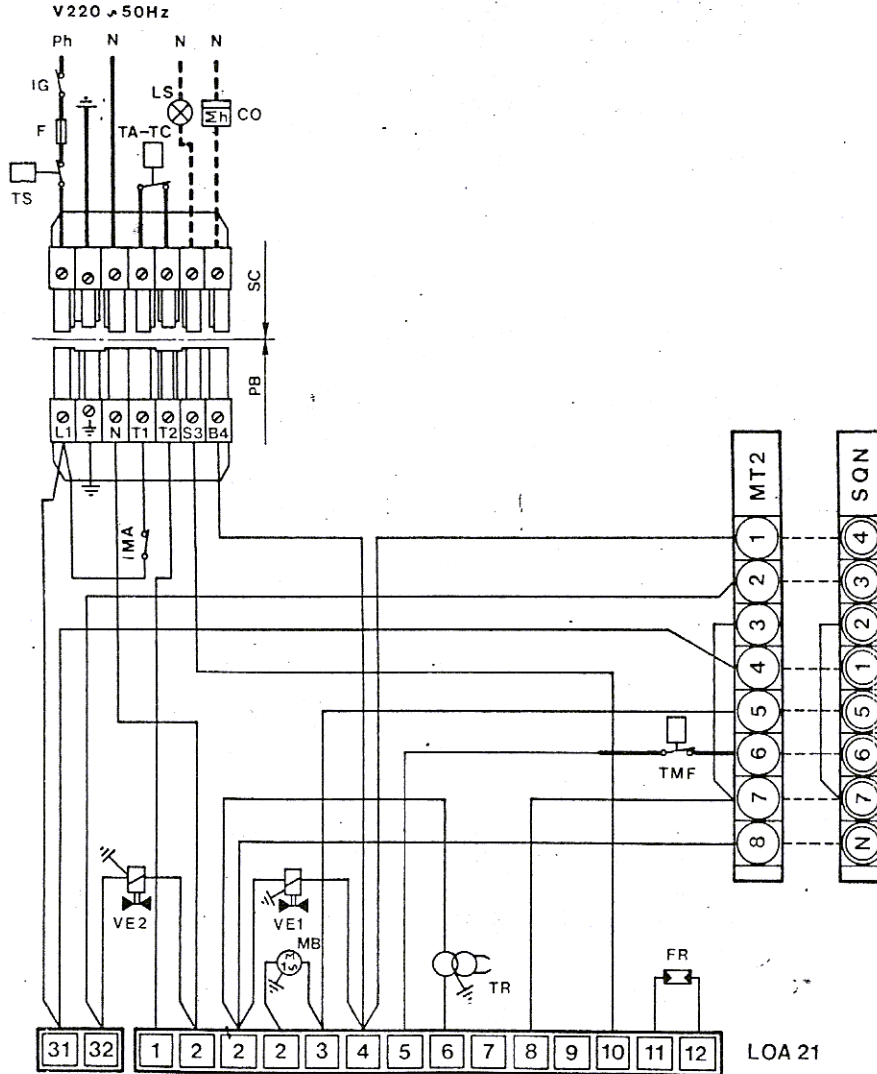 V220 ∿ 50Hz
Ph N N N
IG
LS
F
Σh CO
TA-TC
TS
SC
PB
L1 ⏚ N T1 T2 S3 B4
IMA
MT2 SQN
1 4
2 3
3 2
4 1
5 5
6 6
TMF
7 7
8 N
VE2
VE1
MB
TR
FR
31 32 1 2 2 2 3 4 5 6 7 8 9 10 11 12 LOA 21